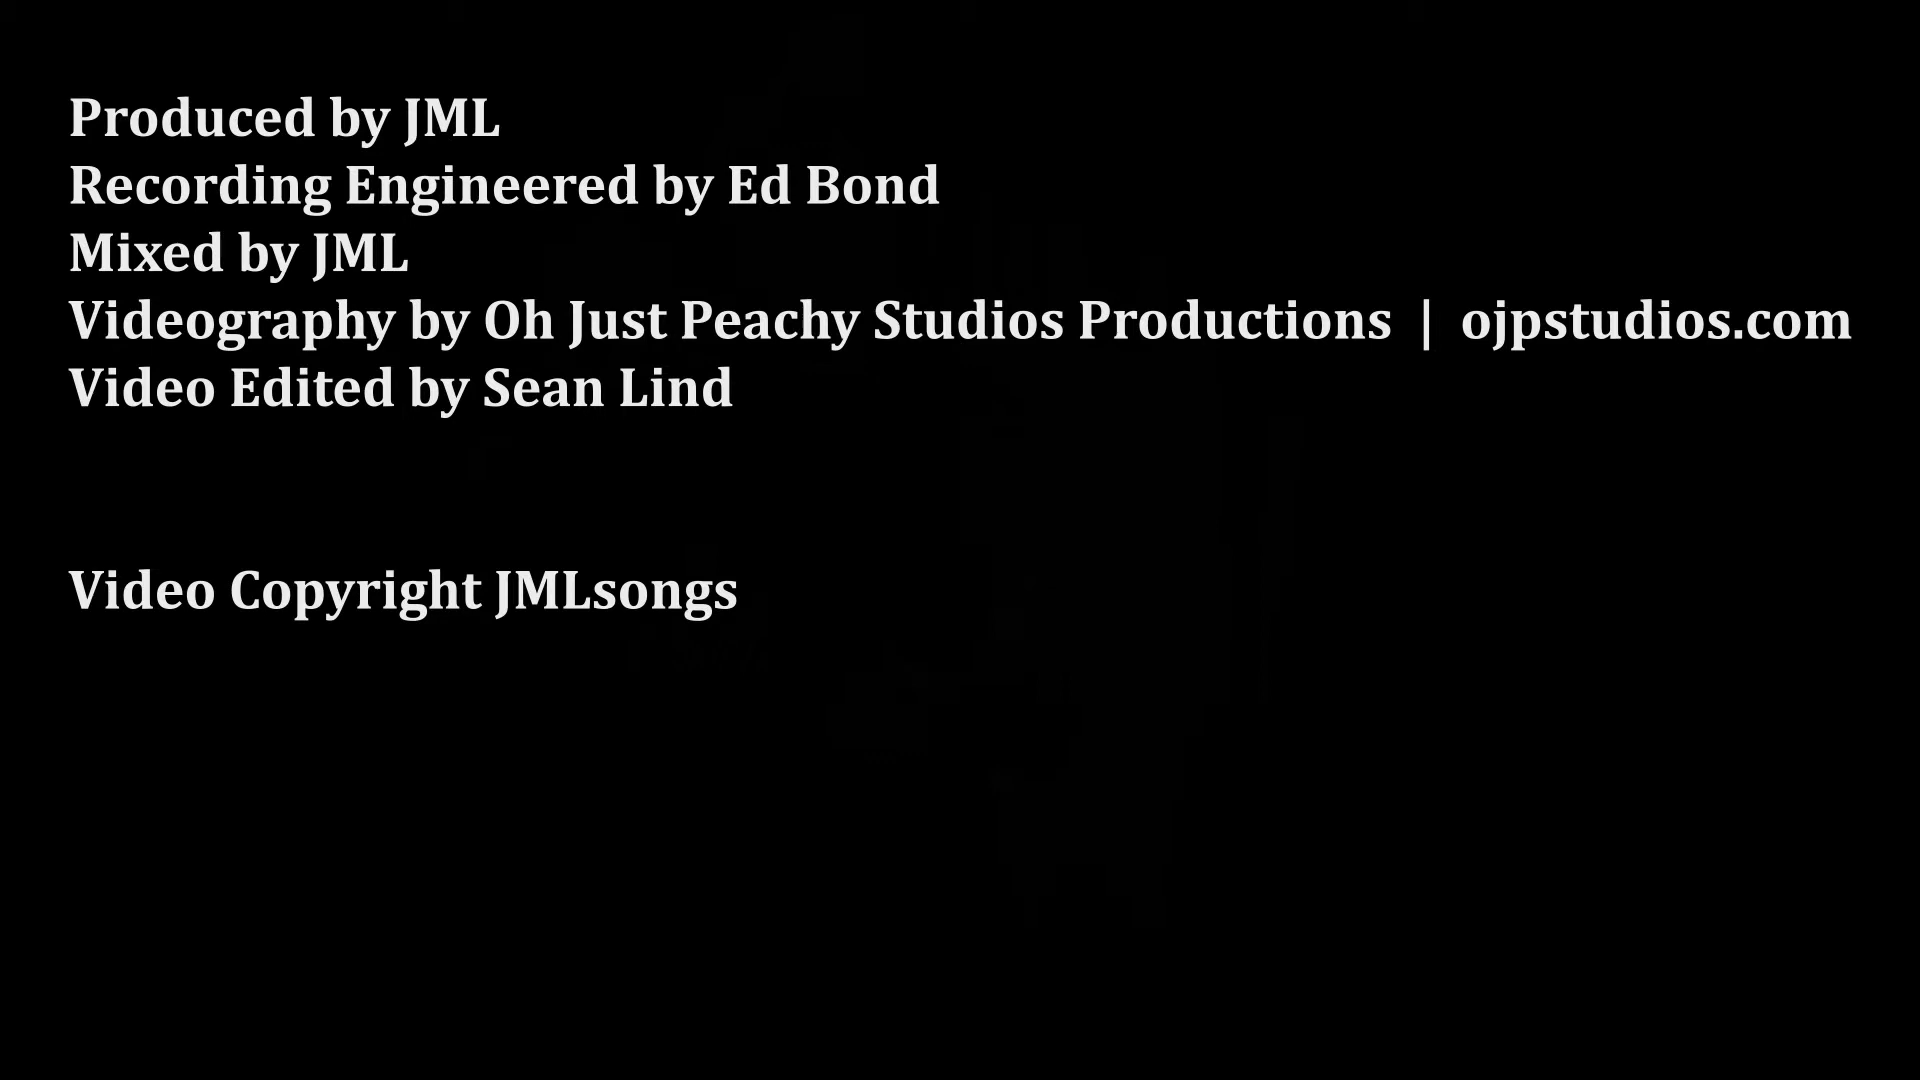 Produced by JML
Recording Engineered by Ed Bond
Mixed by JML
Videography by Oh Just Peachy Studios Productions | ojpstudios.com
Video Edited by Sean Lind
Video Copyright JMLsongs